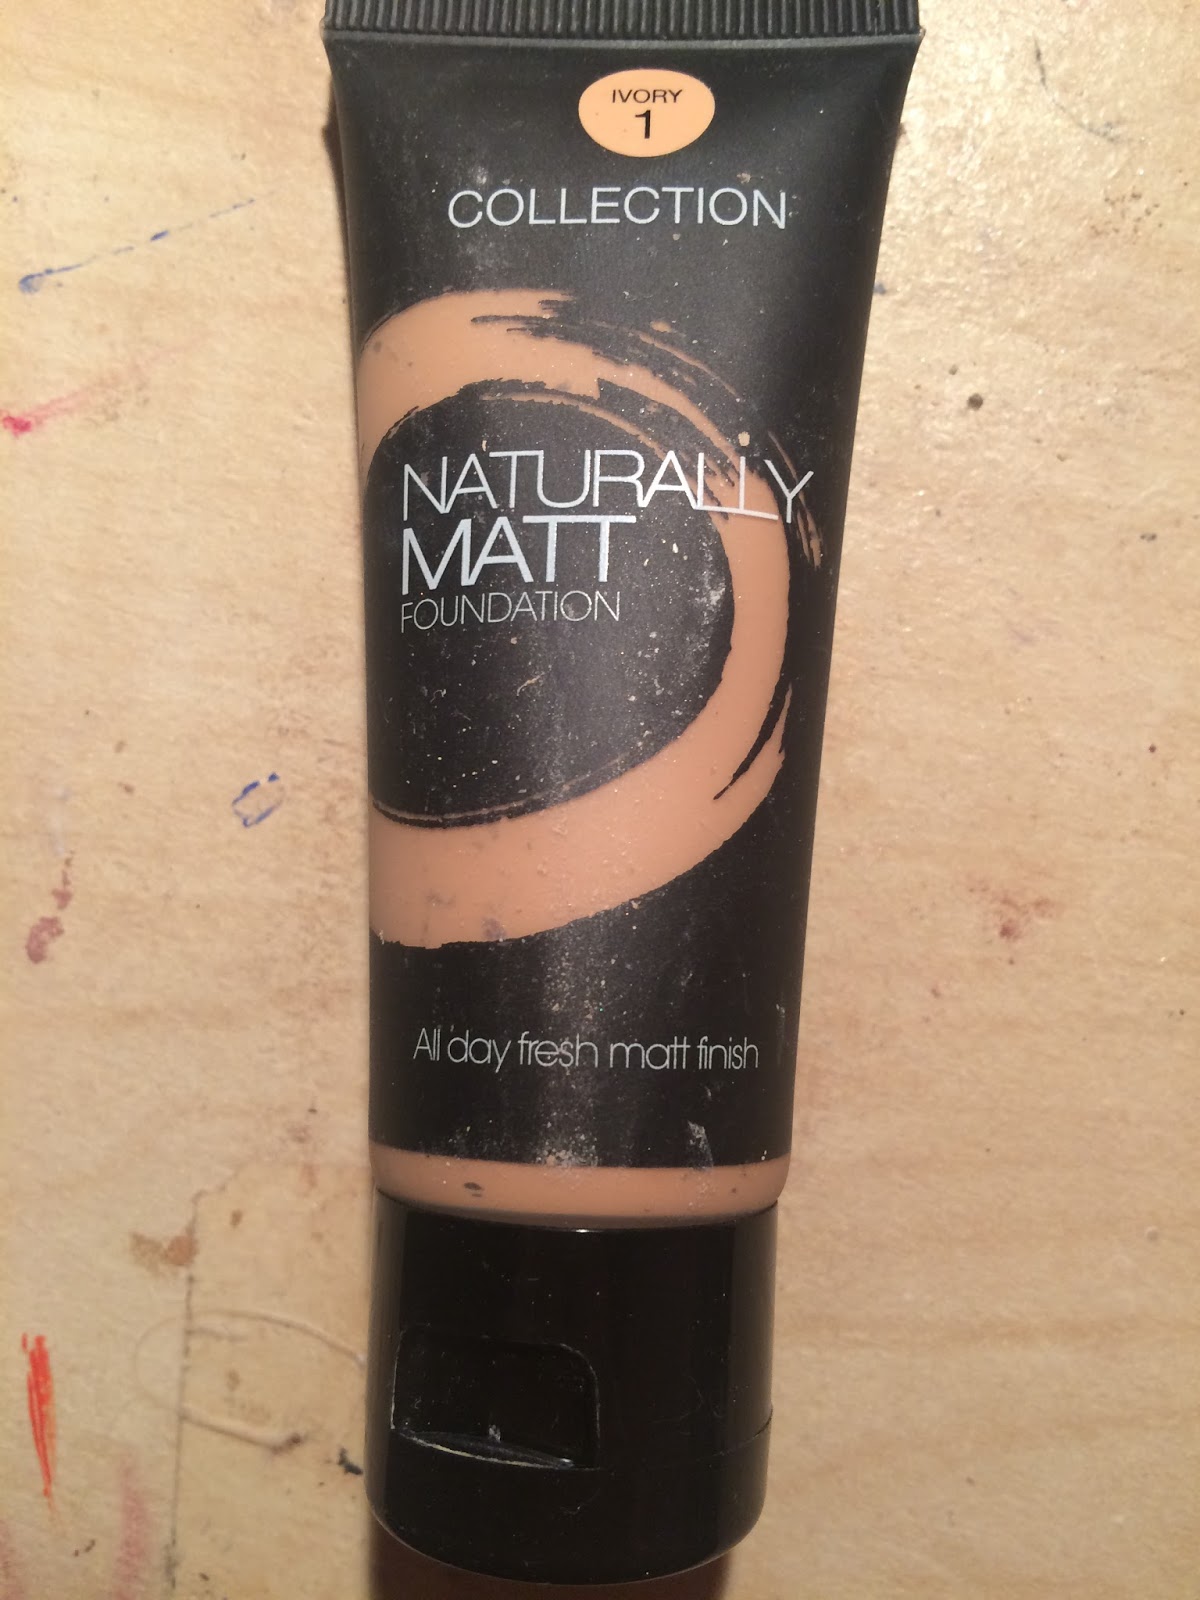 IVORY
1
COLLECTION
NATURALLY
MATT
FOUNDATION
All day fresh matt finish